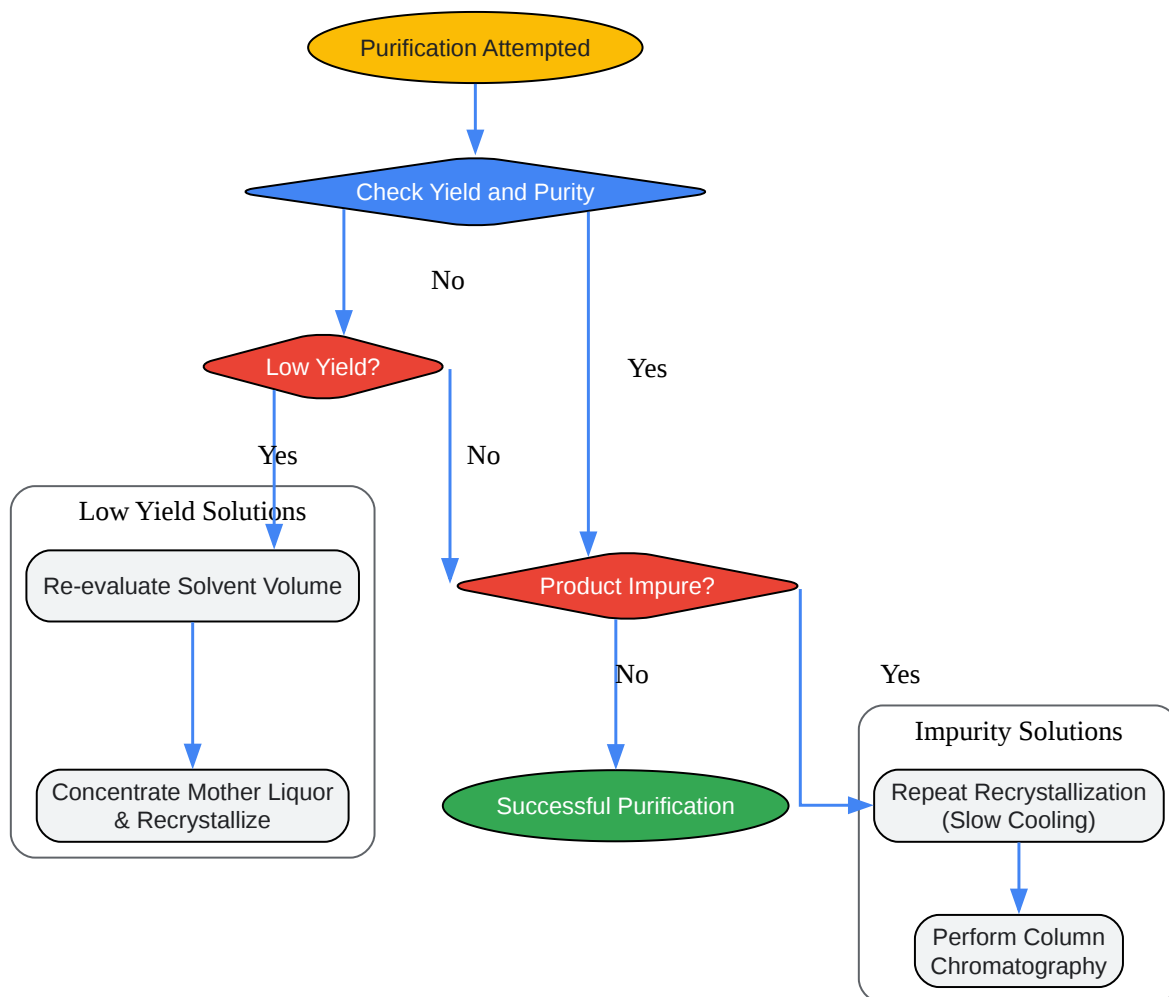 Purification Attempted
Check Yield and Purity
No
Low Yield?
Yes
Yes
No
Low Yield Solutions
Re-evaluate Solvent Volume
Product Impure?
No
Yes
Impurity Solutions
Concentrate Mother Liquor
& Recrystallize
Successful Purification
Repeat Recrystallization
(Slow Cooling)
Perform Column
Chromatography